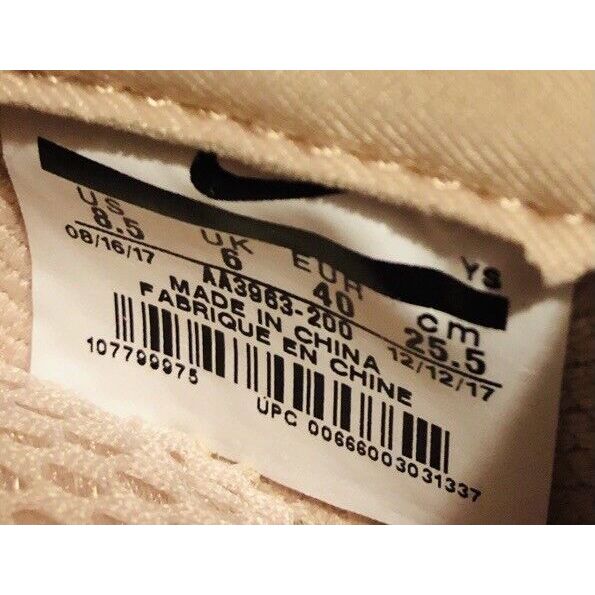 US UK EUR cm YS
8.5 6 40 25.5
08/16/17 AA3963-200 12/12/17
MADE IN CHINA
FABRIQUE EN CHINE
107799975
UPC 00666003031337